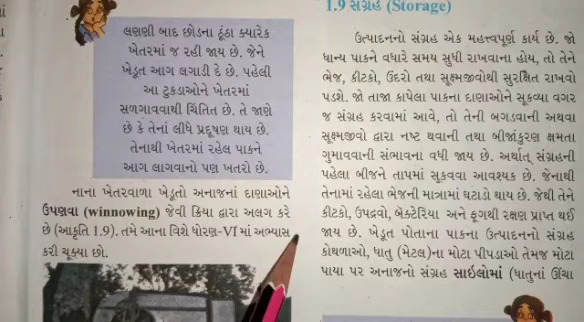 લણણી બાદ છોડના ઠૂંઠા ક્યારેક
ખેતરમાં જ રહી જાય છે. જેને
ખેડૂત આગ લગાડી દે છે. પહેલી
આ ટુકડાઓને ખેતરમાં
સળગાવવાથી ચિંતિત છે. તે જાણે
છે કે તેનાં લીધે પ્રદૂષણ થાય છે.
તેનાથી ખેતરમાં રહેલ પાકને
આગ લાગવાનો પણ ખતરો છે.
નાના ખેતરવાળા ખેડૂતો અનાજનાં દાણાઓને
ઉપણવા (winnowing) જેવી ક્રિયા દ્વારા અલગ કરે
છે (આકૃતિ 1.9). તમે આના વિશે ધોરણ-VI માં અભ્યાસ
કરી ચૂક્યા છો.
1.9 સંગ્રહ (Storage)
ઉત્પાદનનો સંગ્રહ એક મહત્ત્વપૂર્ણ કાર્ય છે. જો
ધાન્ય પાકને વધારે સમય સુધી રાખવાના હોય, તો તેને
ભેજ, કીટકો, ઉંદરો તથા સૂક્ષ્મજીવોથી સુરક્ષિત રાખવો
પડશે. જો તાજા કાપેલા પાકના દાણાઓને સૂકવ્યા વગર
જ સંગ્રહ કરવામાં આવે, તો તેની બગડવાની અથવા
સૂક્ષ્મજીવો દ્વારા નષ્ટ થવાની તથા બીજાંકુરણ ક્ષમતા
ગુમાવવાની સંભાવના વધી જાય છે. અર્થાત્ સંગ્રહની
પહેલા બીજને તાપમાં સૂકવવા આવશ્યક છે. જેનાથી
તેનામાં રહેલા ભેજની માત્રામાં ઘટાડો થાય છે. જેથી તેને
કીટકો, ઉપદ્રવો, બેક્ટેરિયા અને ફૂગથી રક્ષણ પ્રાપ્ત થઈ
જાય છે. ખેડૂત પોતાના પાકના ઉત્પાદનનો સંગ્રહ
કોથળાઓ, ધાતુ (મેટલ)ના મોટા પીપડાઓ તેમજ મોટા
પાયા પર અનાજનો સંગ્રહ સાઈલોમાં (ધાતુનાં ઊંચા